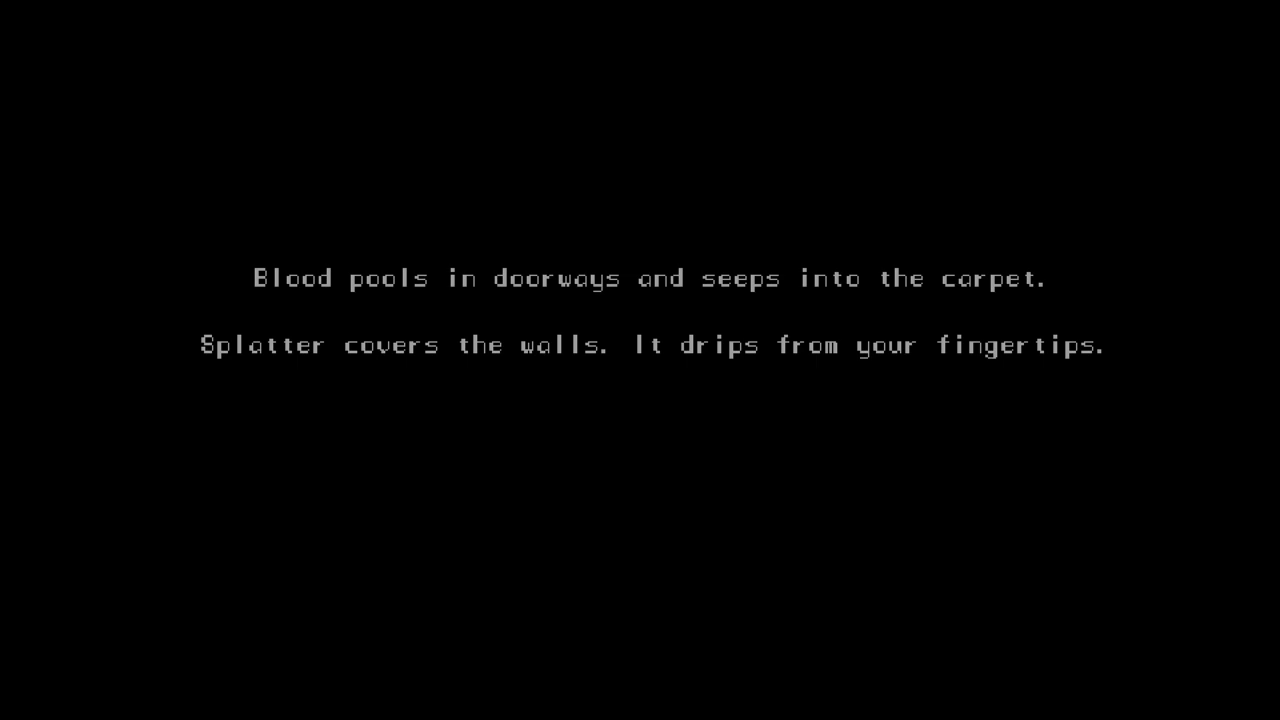 Blood pools in doorways and seeps into the carpet.
Splatter covers the walls. It drips from your fingertips.